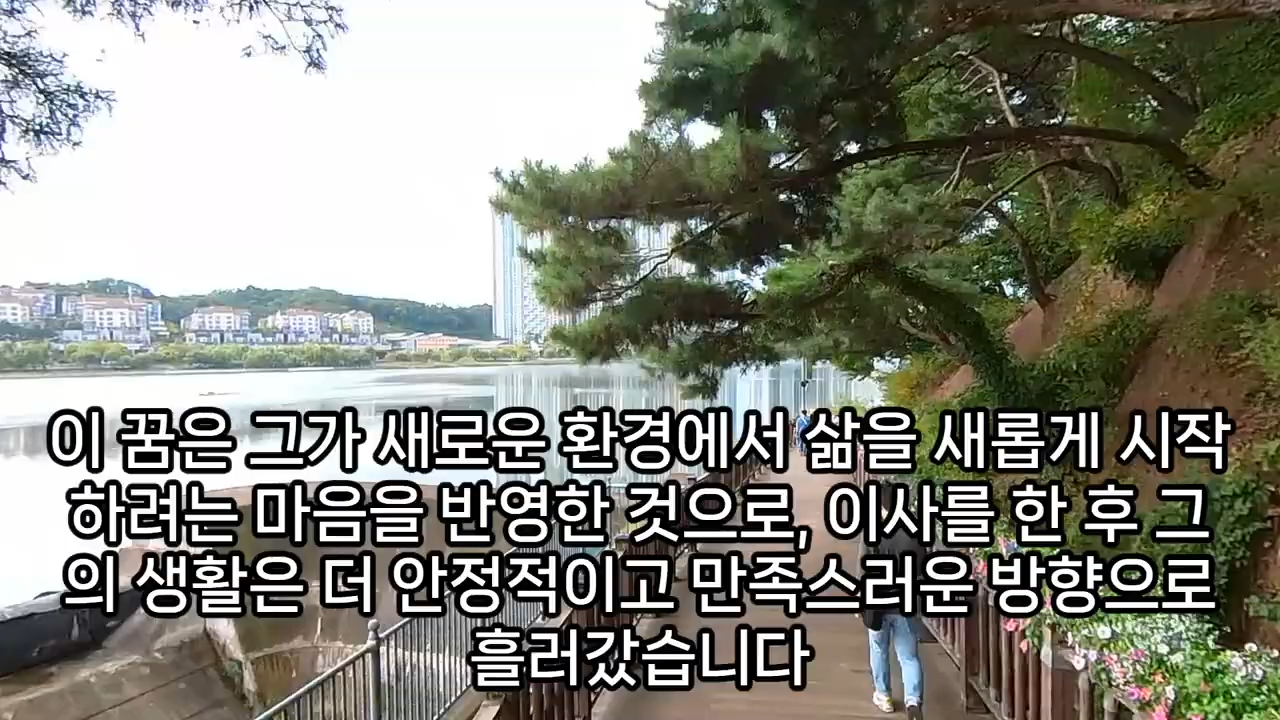 이 꿈은 그가 새로운 환경에서 삶을 새롭게 시작
하려는 마음을 반영한 것으로, 이사를 한 후 그
의 생활은 더 안정적이고 만족스러운 방향으로
흘러갔습니다